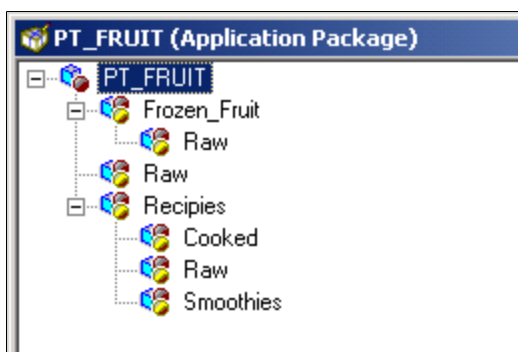 PT_FRUIT (Application Package)
PT_FRUIT
Frozen_Fruit
Raw
Raw
Recipies
Cooked
Raw
Smoothies